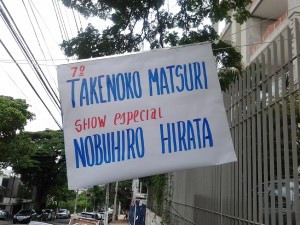 7º
TAKENOKO MATSURI
SHOW especial
NOBUHIRO HIRATA